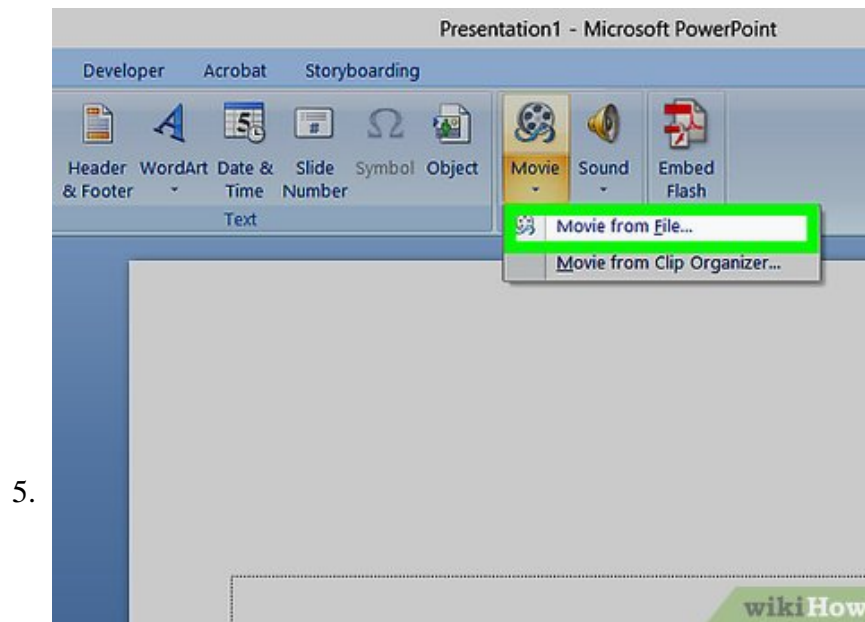 Presentation1 - Microsoft PowerPoint
Developer Acrobat Storyboarding
Header & Footer
WordArt
Date & Time
Slide Number
Symbol
Object
Movie
Sound
Embed Flash
Text
Movie from File...
Movie from Clip Organizer...
5.
wikiHow